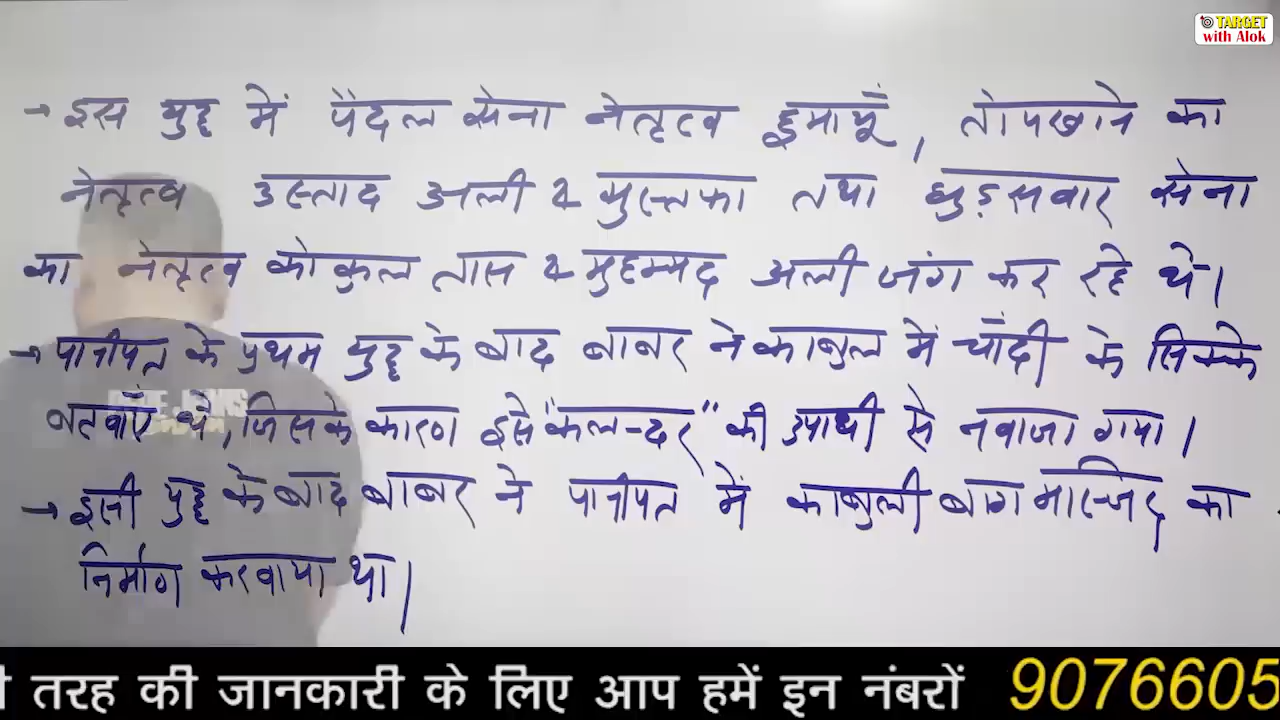 TARGET
with Alok
→ इस युद्ध में पैदल सेना नेतृत्व हुमायूँ, तोपखाने का
नेतृत्व उस्ताद अली & मुस्तफा तथा घुड़सवार सेना
का नेतृत्व कोकुल तास & मुहम्मद अली जंग कर रहे थे।
→ पानीपत के प्रथम युद्ध के बाद बाबर ने काबुल में चाँदी के सिक्के
बटवाएँ थे, जिसके कारण इसे "कलन्दर" की उपाधी से नवाजा गया।
→ इसी युद्ध के बाद बाबर ने पानीपत में काबुली बाग मस्जिद का
निर्माण करवाया था।
ी तरह की जानकारी के लिए आप हमें इन नंबरों 9076605